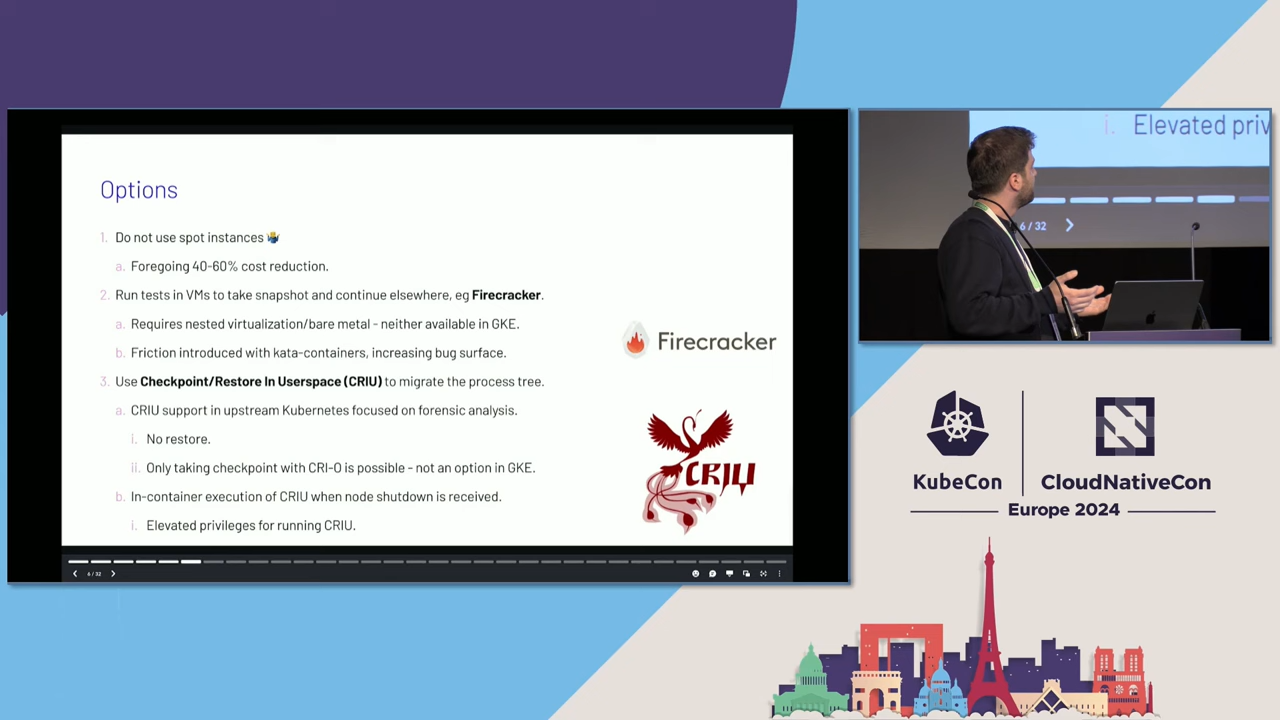 Options
1. Do not use spot instances 🤷
a. Foregoing 40-60% cost reduction.
2. Run tests in VMs to take snapshot and continue elsewhere, eg Firecracker.
a. Requires nested virtualization/bare metal - neither available in GKE.
b. Friction introduced with kata-containers, increasing bug surface.
3. Use Checkpoint/Restore In Userspace (CRIU) to migrate the process tree.
a. CRIU support in upstream Kubernetes focused on forensic analysis.
i. No restore.
ii. Only taking checkpoint with CRI-O is possible - not an option in GKE.
b. In-container execution of CRIU when node shutdown is received.
i. Elevated privileges for running CRIU.
Firecracker
CRIU
6 / 32
i. Elevated priv
6 / 32
KubeCon
CloudNativeCon
Europe 2024